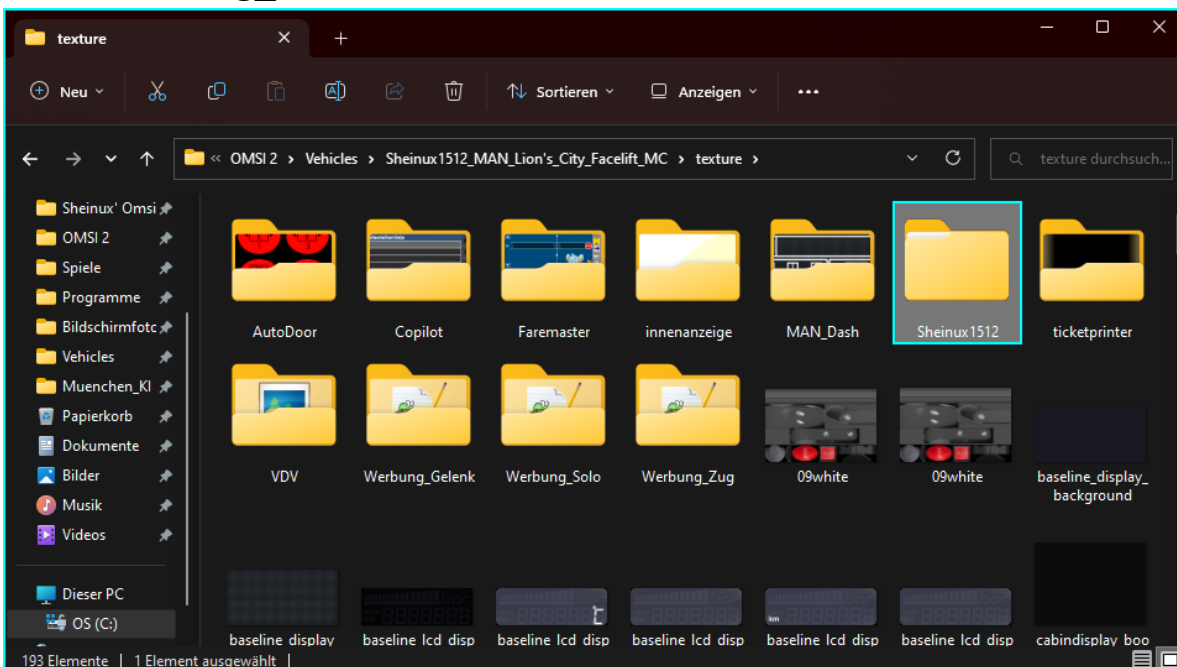 texture
Neu
Sortieren
Anzeigen
OMSI 2 > Vehicles > Sheinux1512_MAN_Lion's_City_Facelift_MC > texture >
texture durchsuch...
Sheinux' Omsi
OMSI 2
Spiele
Programme
Bildschirmfotc
Vehicles
Muenchen_KI
Papierkorb
Dokumente
Bilder
Musik
Videos
Dieser PC
OS (C:)
AutoDoor
Copilot
Faremaster
innenanzeige
MAN_Dash
Sheinux1512
ticketprinter
VDV
Werbung_Gelenk
Werbung_Solo
Werbung_Zug
09white
09white
baseline_display_
background
baseline display
baseline lcd disp
baseline lcd disp
baseline lcd disp
baseline lcd disp
baseline lcd disp
cabindisplay boo
193 Elemente | 1 Element ausgewählt |